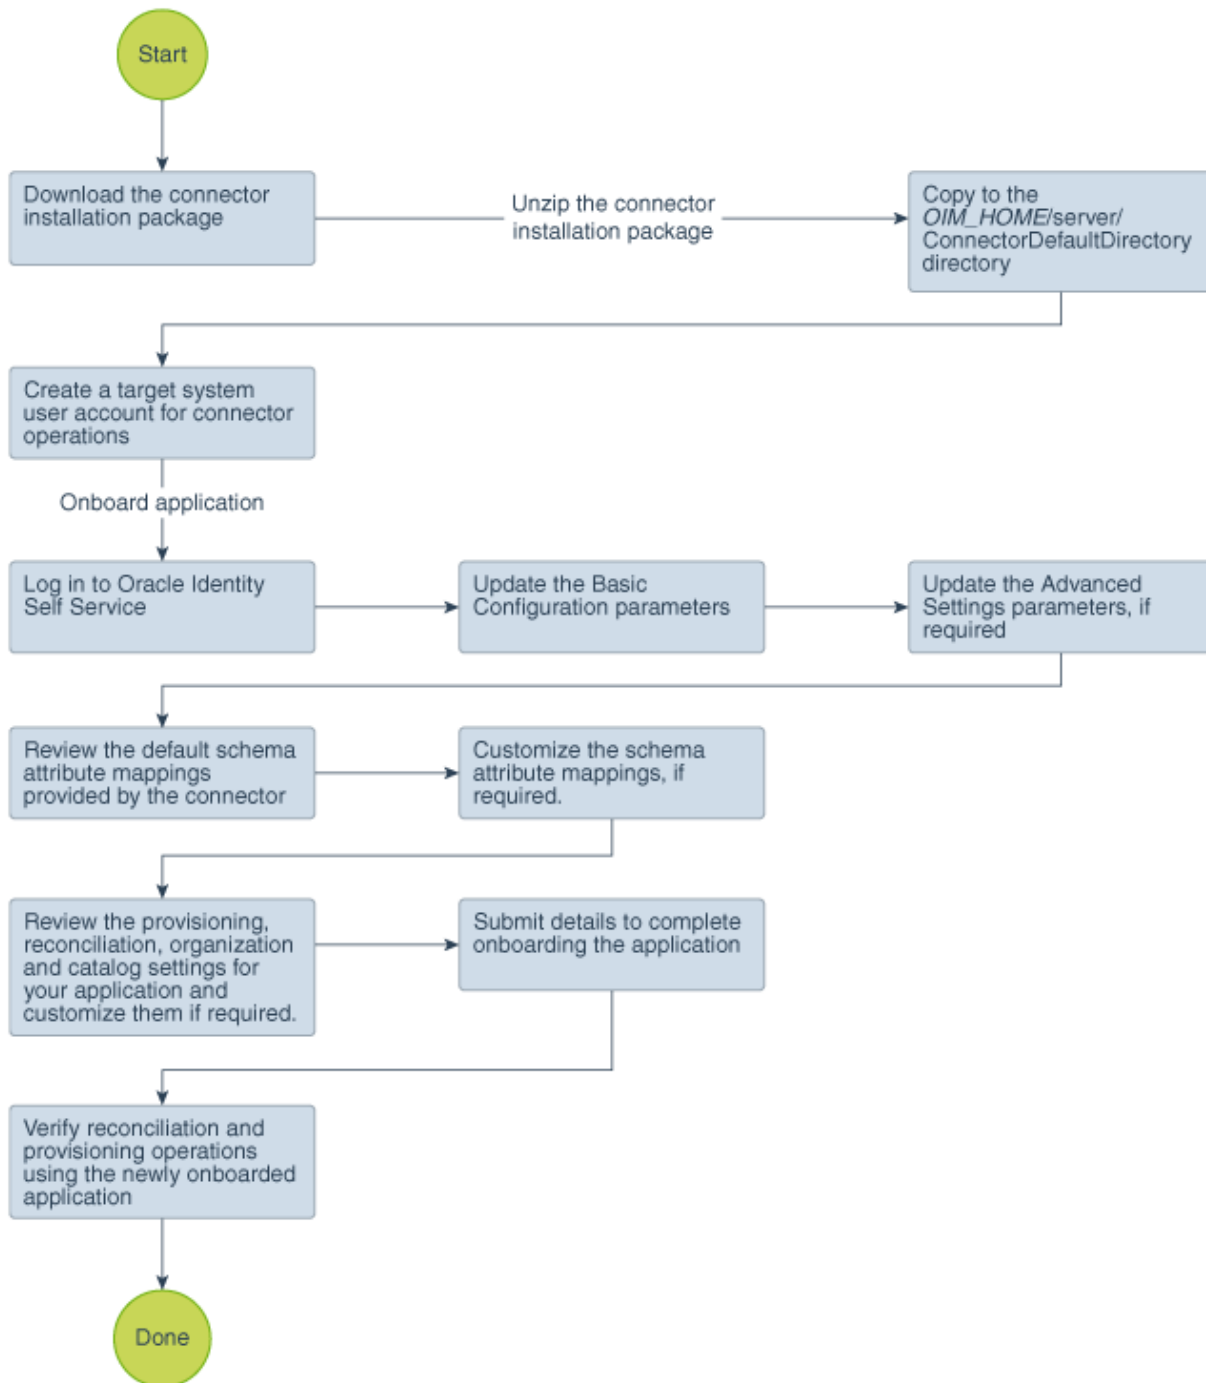 Start
Download the connector
installation package
Unzip the connector
installation package
Copy to the
OIM_HOME/server/
ConnectorDefaultDirectory
directory
Create a target system
user account for connector
operations
Onboard application
Log in to Oracle Identity
Self Service
Update the Basic
Configuration parameters
Update the Advanced
Settings parameters, if
required
Review the default schema
attribute mappings
provided by the connector
Customize the schema
attribute mappings, if
required.
Review the provisioning,
reconciliation, organization
and catalog settings for
your application and
customize them if required.
Submit details to complete
onboarding the application
Verify reconciliation and
provisioning operations
using the newly onboarded
application
Done